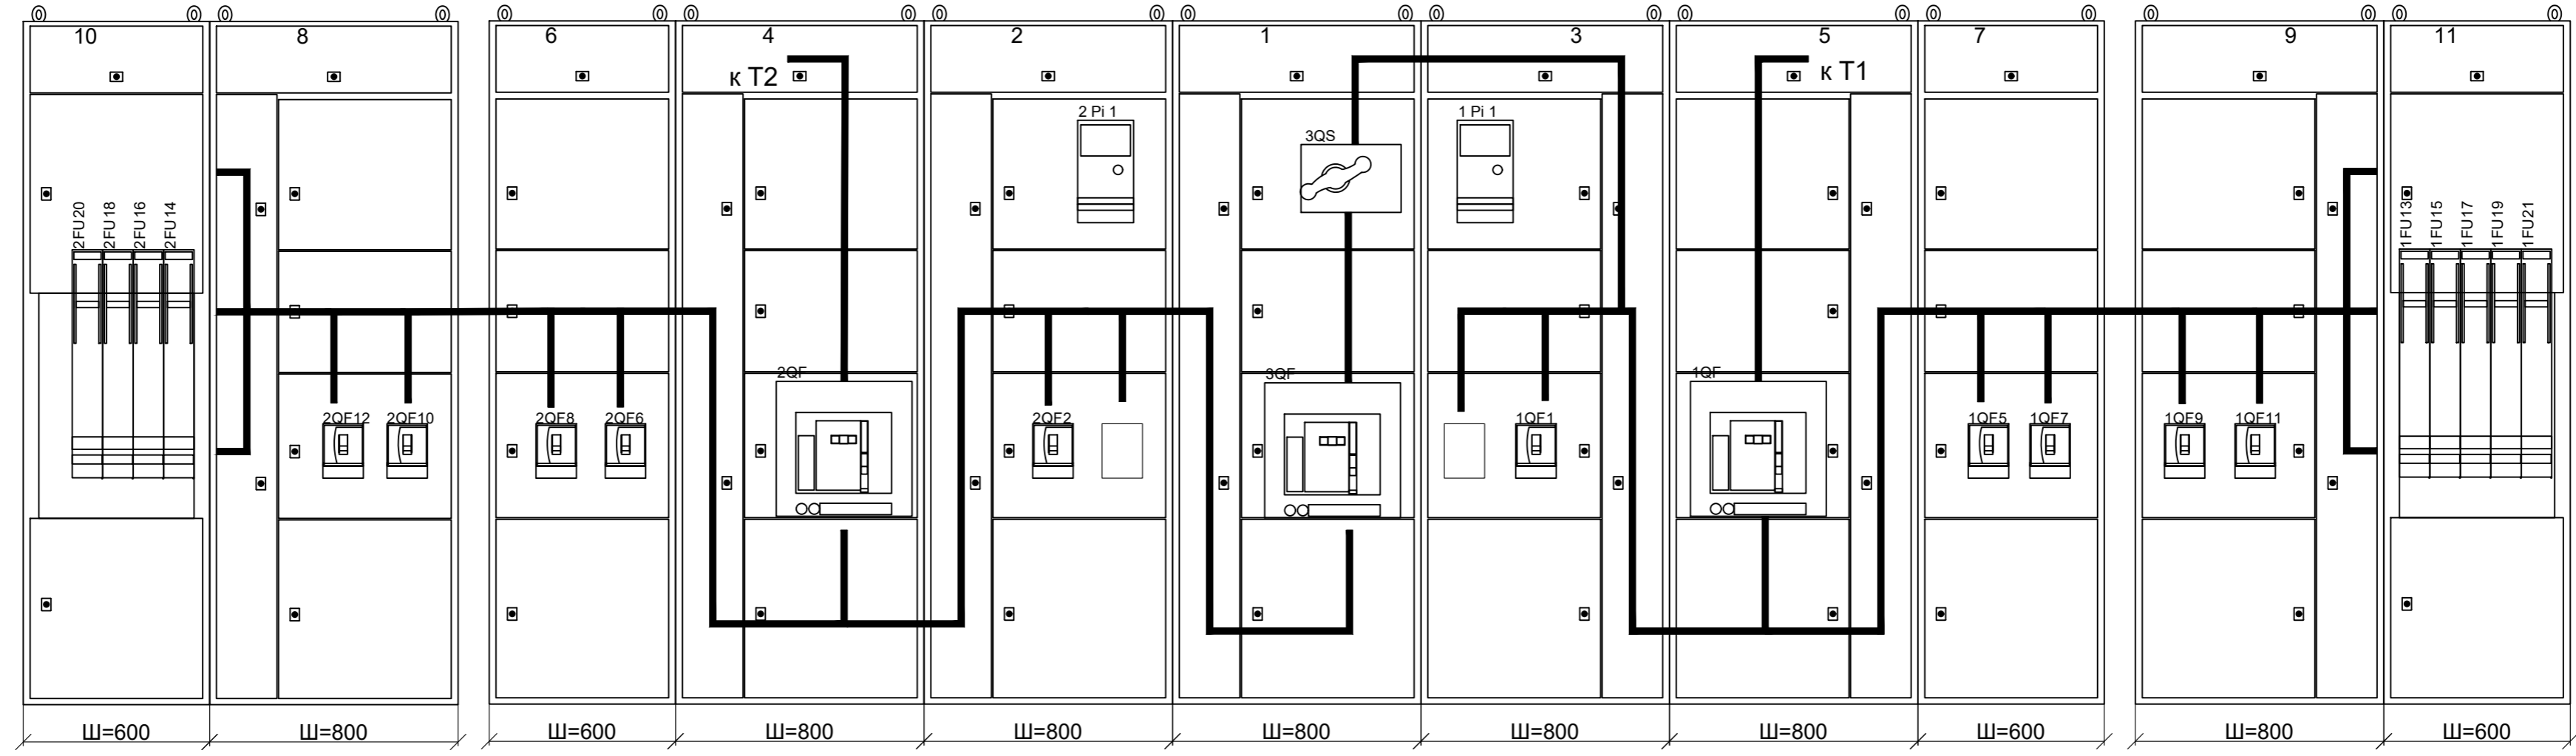 10
8
6
4
2
1
3
5
7
9
11
к Т2
к Т1
2 Pi 1
3QS
1 Pi 1
2FU20
2FU18
2FU16
2FU14
1FU13
1FU15
1FU17
1FU19
1FU21
2QF
3QF
1QF
2QF12
2QF10
2QF8
2QF6
2QF2
1QF1
1QF5
1QF7
1QF9
1QF11
Ш=600
Ш=800
Ш=600
Ш=800
Ш=800
Ш=800
Ш=800
Ш=800
Ш=600
Ш=800
Ш=600